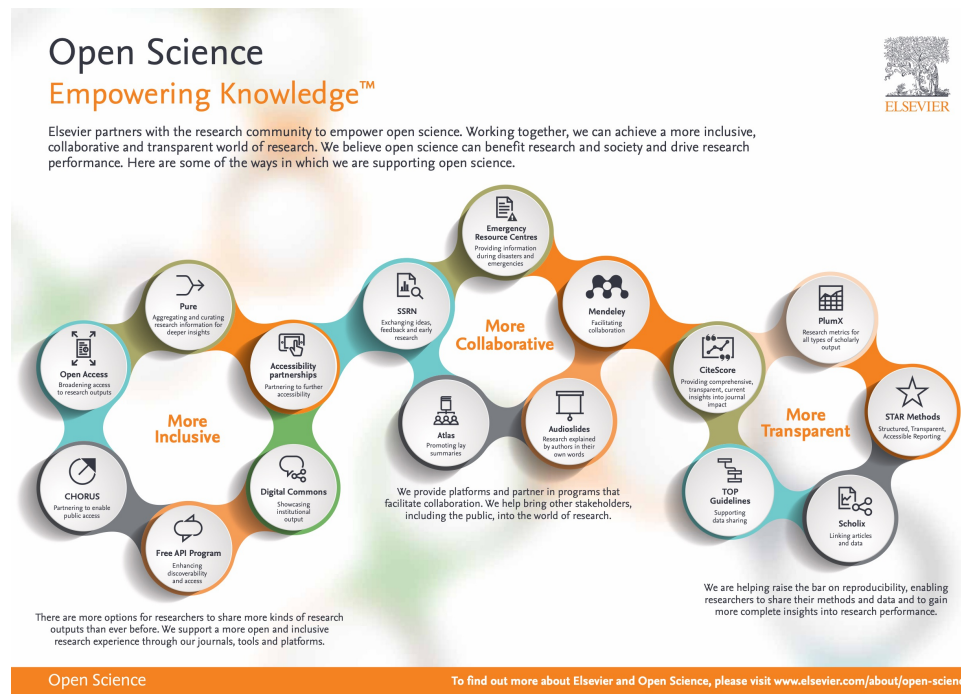 Open Science
Empowering Knowledge™
ELSEVIER
Elsevier partners with the research community to empower open science. Working together, we can achieve a more inclusive,
collaborative and transparent world of research. We believe open science can benefit research and society and drive research
performance. Here are some of the ways in which we are supporting open science.
Pure
Aggregating and curating
research information for
deeper insights
Open Access
Broadening access
to research outputs
Accessibility
partnerships
Partnering to further
accessibility
More
Inclusive
CHORUS
Partnering to enable
public access
Digital Commons
Showcasing
institutional
output
Free API Program
Enhancing
discoverability
and access
There are more options for researchers to share more kinds of research
outputs than ever before. We support a more open and inclusive
research experience through our journals, tools and platforms.
Emergency
Resource Centres
Providing information
during disasters and
emergencies
SSRN
Exchanging ideas,
feedback and early
research
Mendeley
Facilitating
collaboration
More
Collaborative
Atlas
Promoting lay
summaries
Audioslides
Research explained
by authors in their
own words
We provide platforms and partner in programs that
facilitate collaboration. We help bring other stakeholders,
including the public, into the world of research.
PlumX
Research metrics for
all types of scholarly
output
CiteScore
Providing comprehensive,
transparent, current
insights into journal
impact
STAR Methods
Structured, Transparent,
Accessible Reporting
More
Transparent
TOP
Guidelines
Supporting
data sharing
Scholix
Linking articles
and data
We are helping raise the bar on reproducibility, enabling
researchers to share their methods and data and to gain
more complete insights into research performance.
Open Science
To find out more about Elsevier and Open Science, please visit www.elsevier.com/about/open-scien